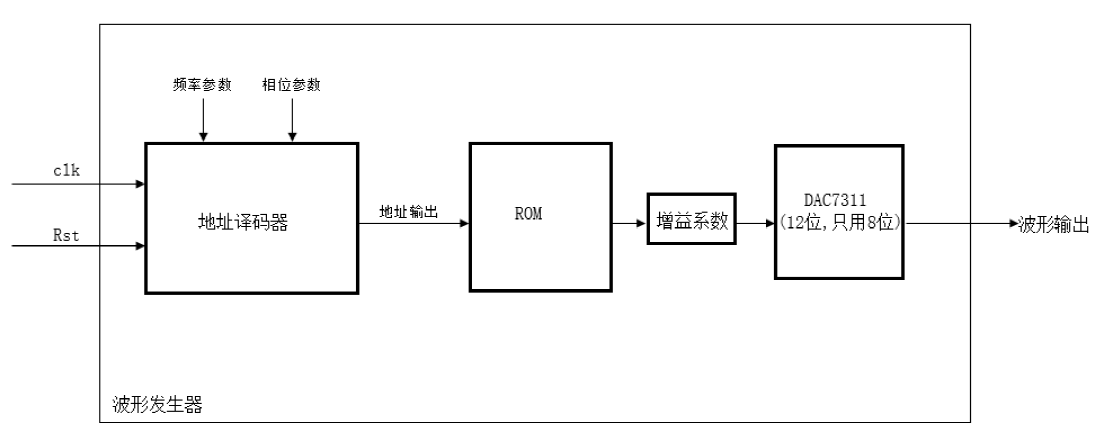 频率参数
相位参数
clk
Rst
地址译码器
地址输出
ROM
增益系数
DAC7311
(12位,只用8位)
波形输出
波形发生器